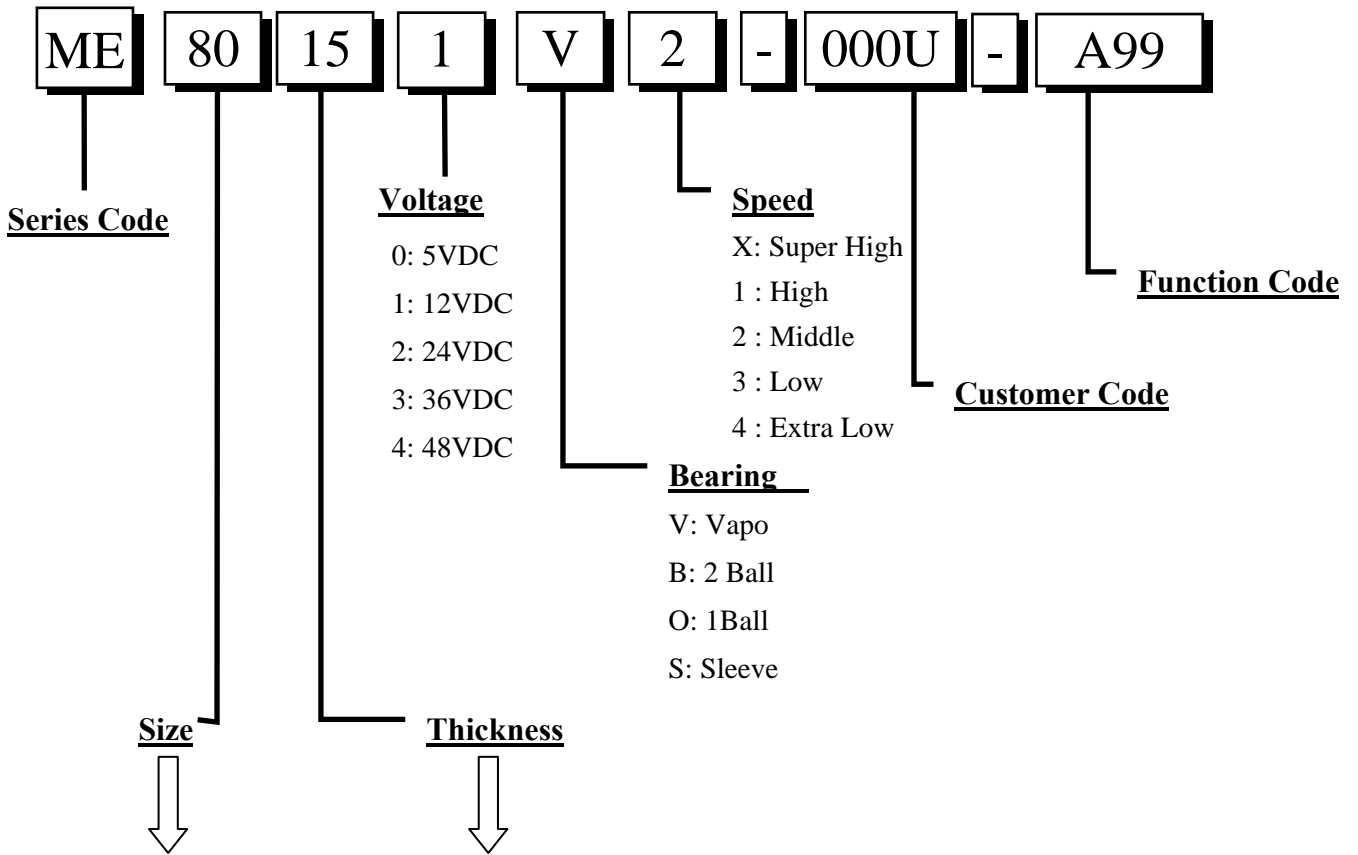 ME 80 15 1 V 2 - 000U - A99
Series Code
Voltage
0: 5VDC
1: 12VDC
2: 24VDC
3: 36VDC
4: 48VDC
Speed
X: Super High
1 : High
2 : Middle
3 : Low
4 : Extra Low
Function Code
Customer Code
Bearing
V: Vapo
B: 2 Ball
O: 1Ball
S: Sleeve
Size
Thickness